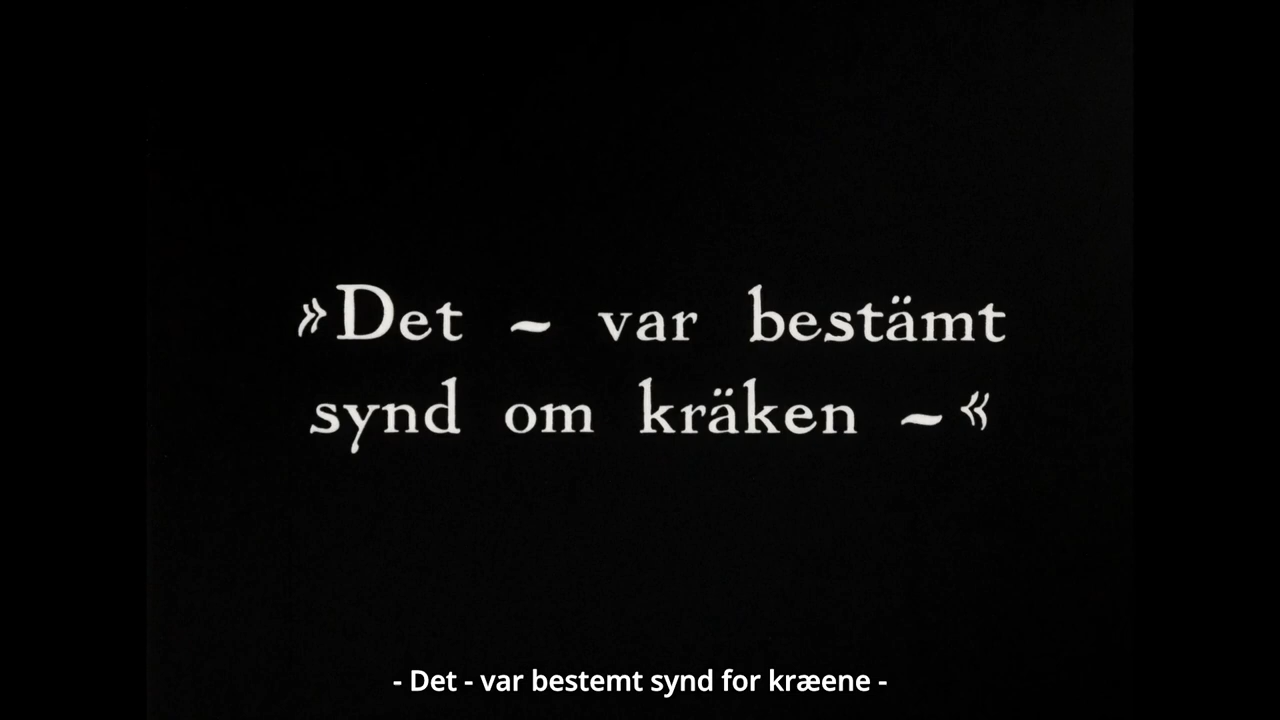 »Det ~ var bestämt
synd om kräken ~«
- Det - var bestemt synd for kræene -